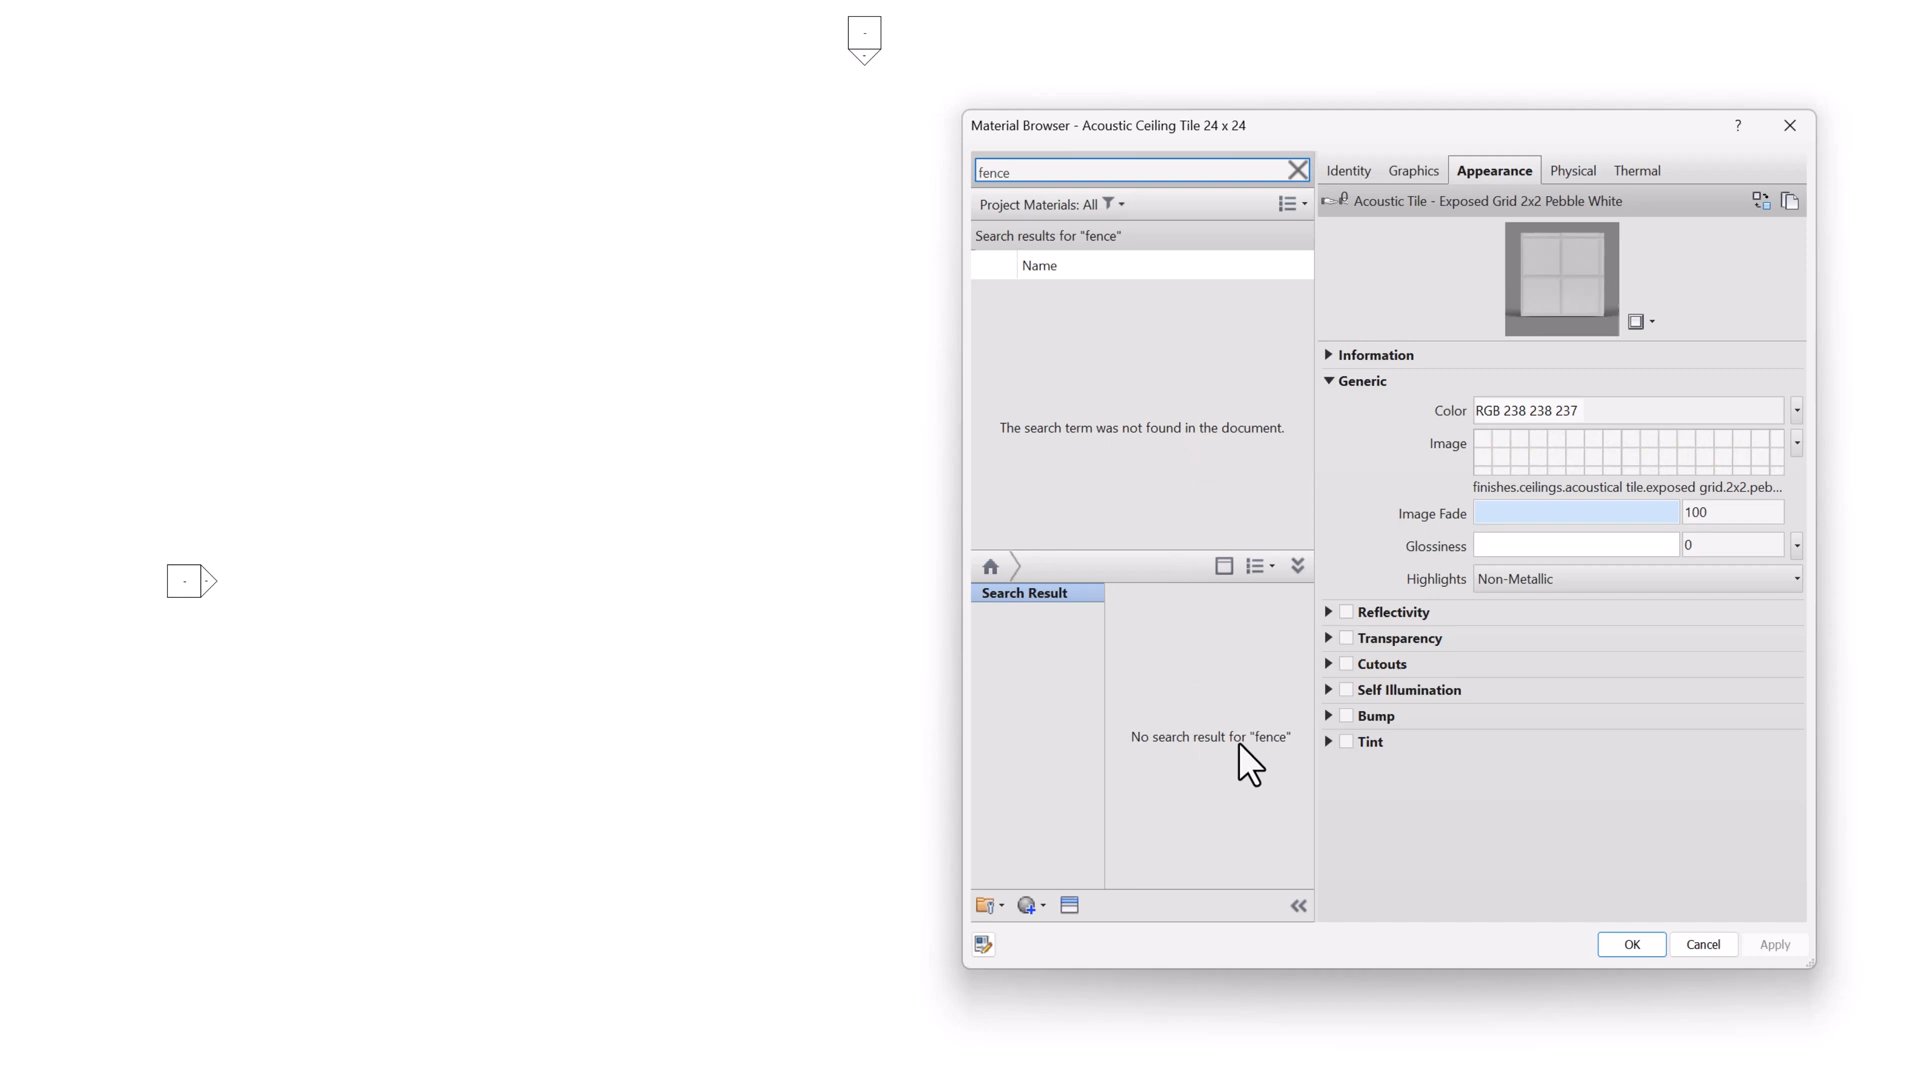 -
-
Material Browser - Acoustic Ceiling Tile 24 x 24
?
fence
Project Materials: All
Search results for "fence"
Name
The search term was not found in the document.
Search Result
No search result for "fence"
Identity
Graphics
Appearance
Physical
Thermal
Acoustic Tile - Exposed Grid 2x2 Pebble White
Information
Generic
Color
RGB 238 238 237
Image
finishes.ceilings.acoustical tile.exposed grid.2x2.peb...
Image Fade
100
Glossiness
0
Highlights
Non-Metallic
Reflectivity
Transparency
Cutouts
Self Illumination
Bump
Tint
OK
Cancel
Apply
-
-